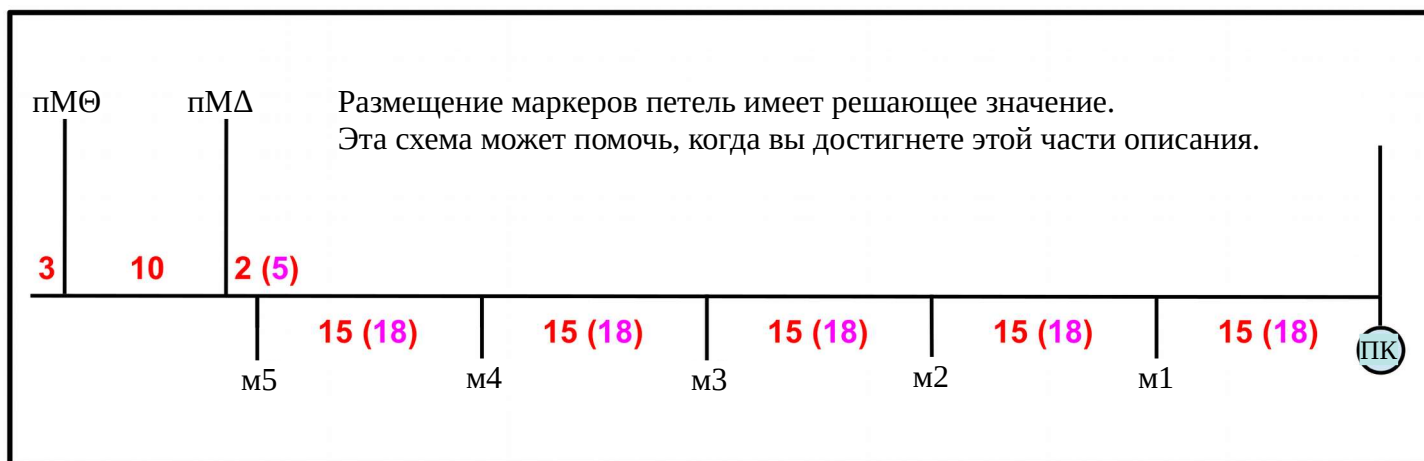 пМΘ пМΔ Размещение маркеров петель имеет решающее значение.
Эта схема может помочь, когда вы достигнете этой части описания.
3 10 2 (5)
15 (18) 15 (18) 15 (18) 15 (18) 15 (18) ПК
м5 м4 м3 м2 м1